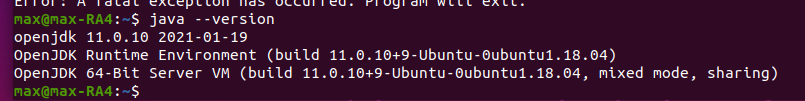 Error: A fatal exception has occurred. Program will exit.
max@max-RA4:~$ java --version
openjdk 11.0.10 2021-01-19
OpenJDK Runtime Environment (build 11.0.10+9-Ubuntu-0ubuntu1.18.04)
OpenJDK 64-Bit Server VM (build 11.0.10+9-Ubuntu-0ubuntu1.18.04, mixed mode, sharing)
max@max-RA4:~$